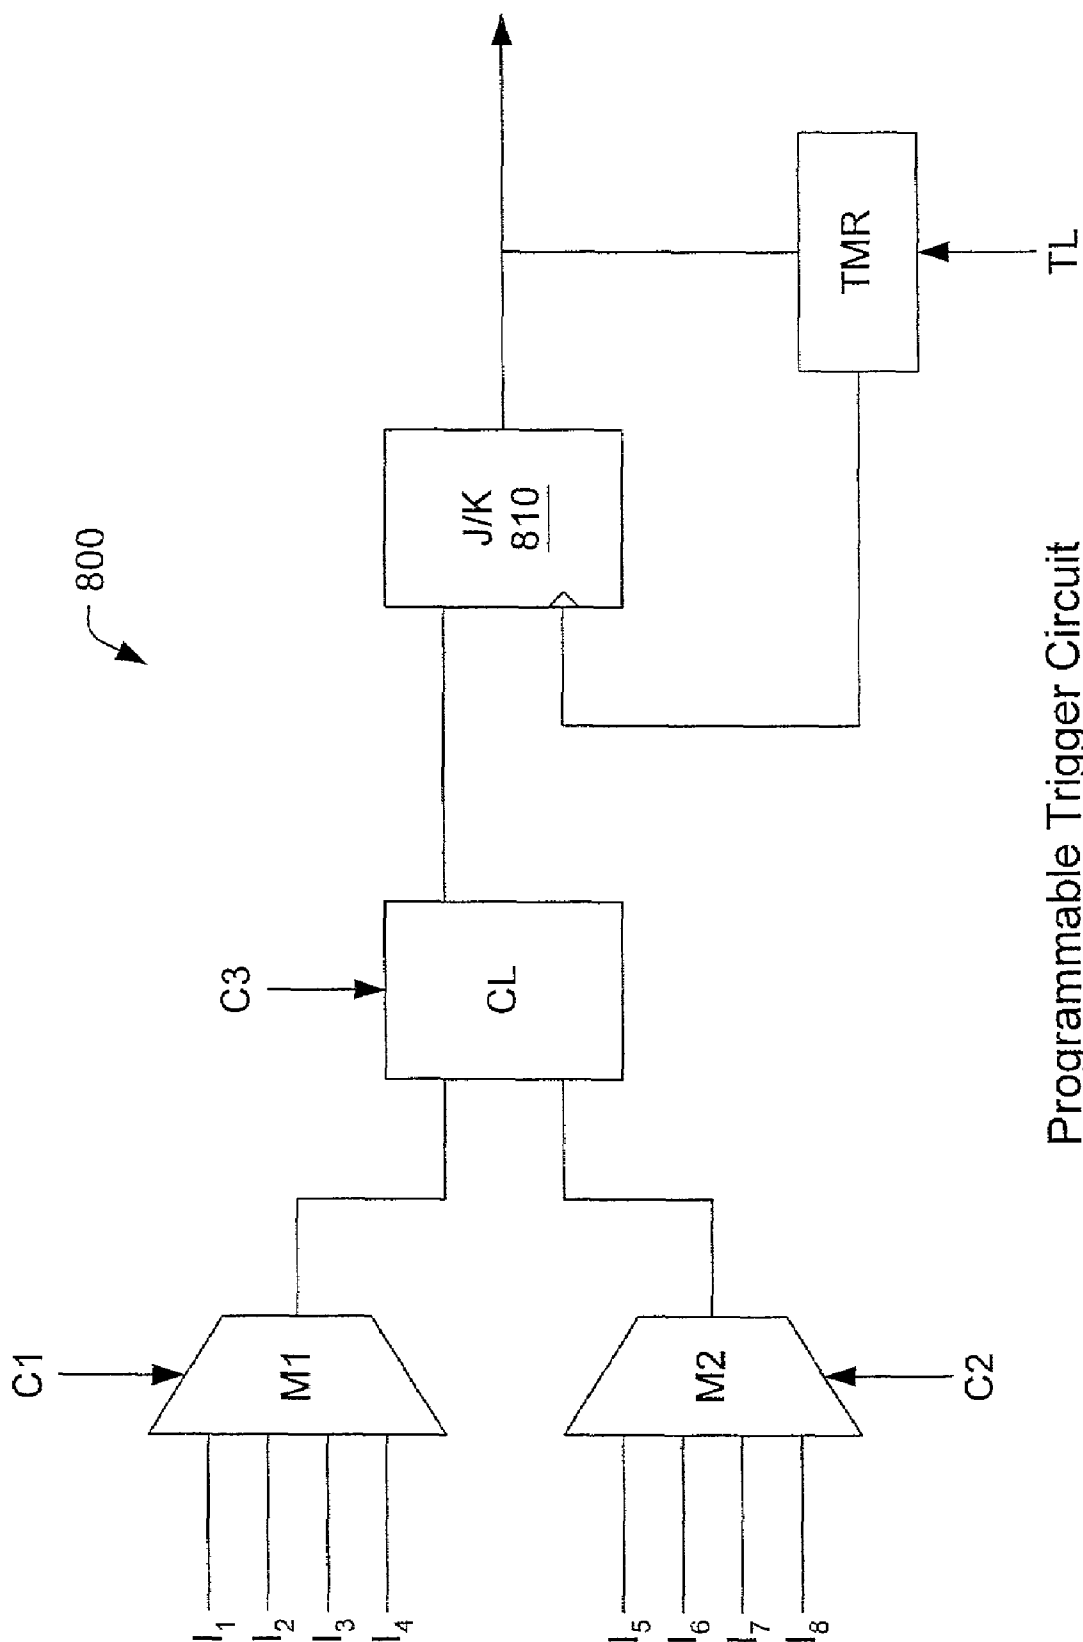 800
C1
I1
I2
I3
I4
M1
C3
CL
J/K
810
I5
I6
I7
I8
M2
C2
TMR
TL
Programmable Trigger Circuit